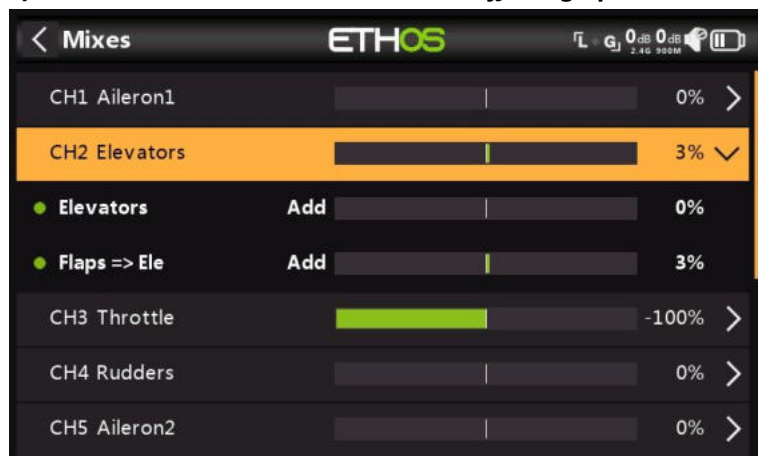 Mixes ETHOS 0dB 0dB
2.4G 900M
CH1 Aileron1 0%
CH2 Elevators 3%
Elevators Add 0%
Flaps => Ele Add 3%
CH3 Throttle -100%
CH4 Rudders 0%
CH5 Aileron2 0%